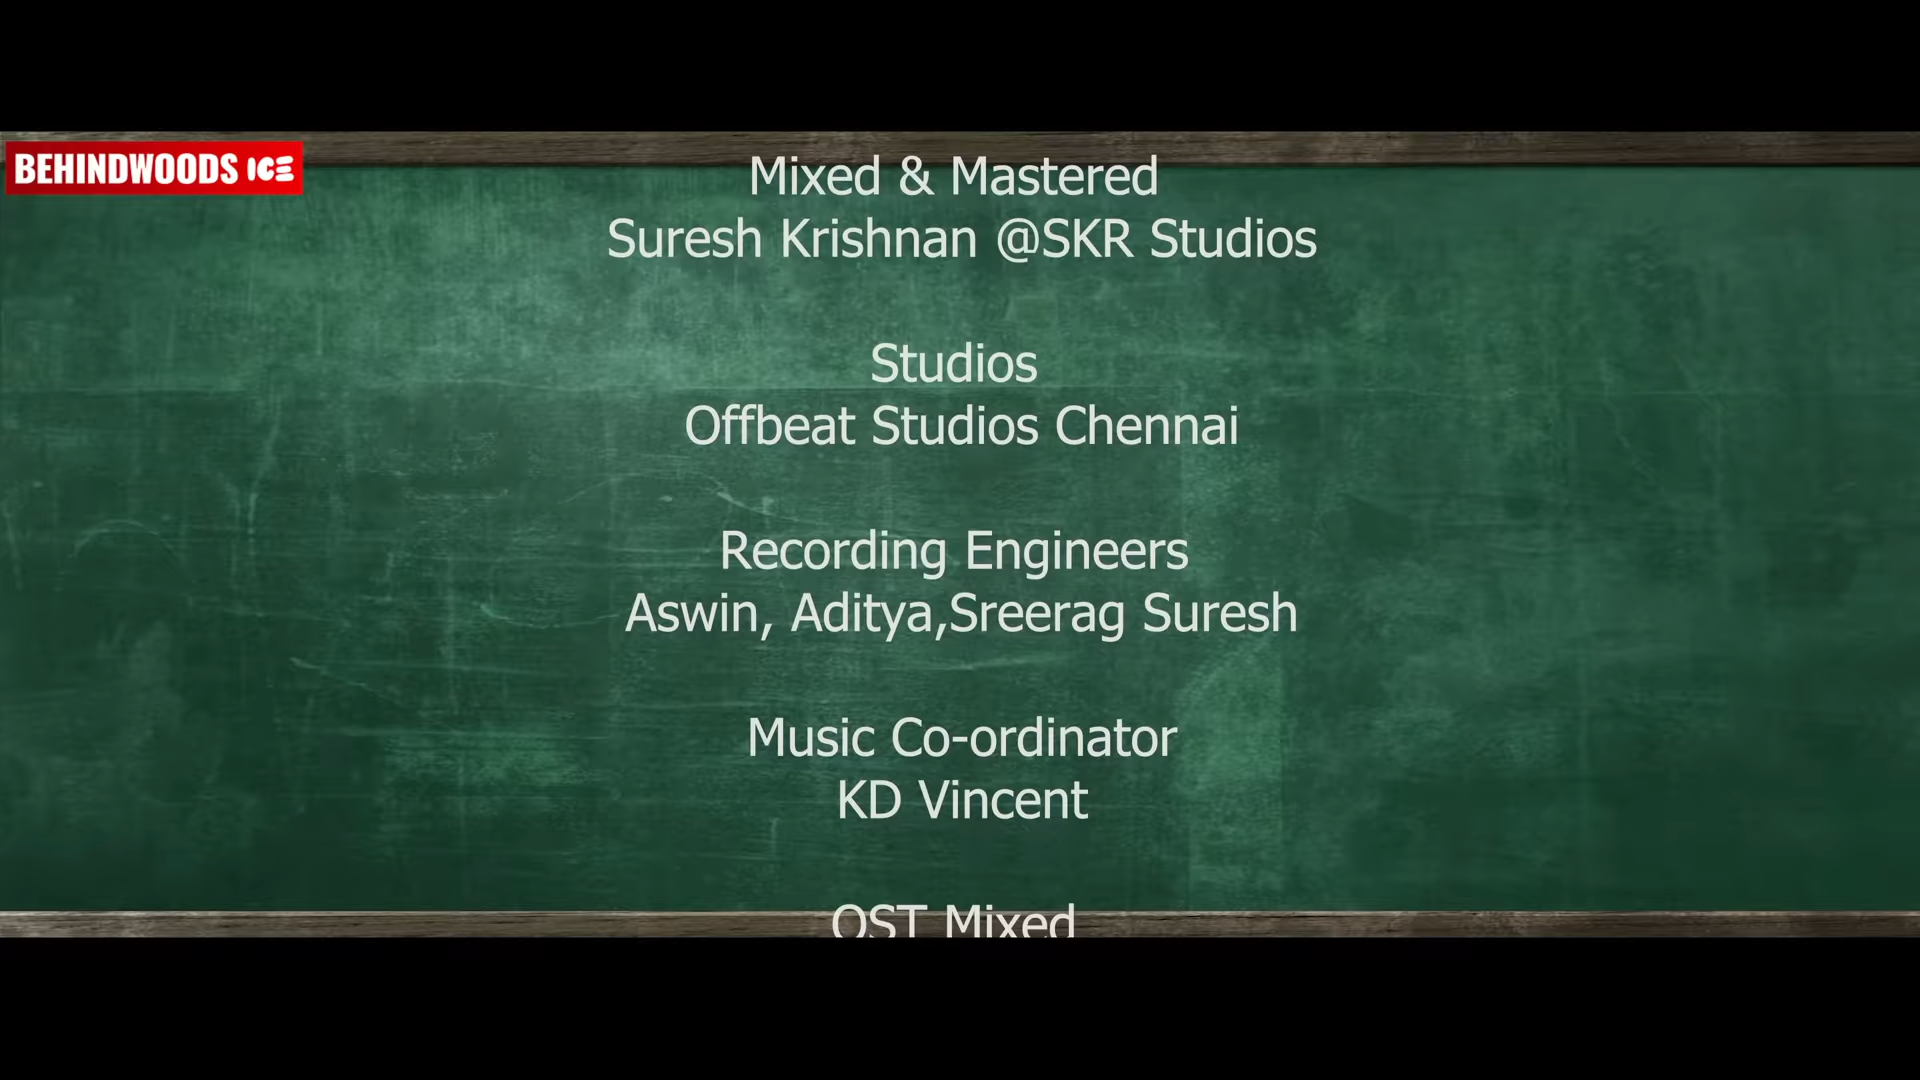 BEHINDWOODS ICE
Mixed & Mastered
Suresh Krishnan @SKR Studios
Studios
Offbeat Studios Chennai
Recording Engineers
Aswin, Aditya,Sreerag Suresh
Music Co-ordinator
KD Vincent
OST Mixed